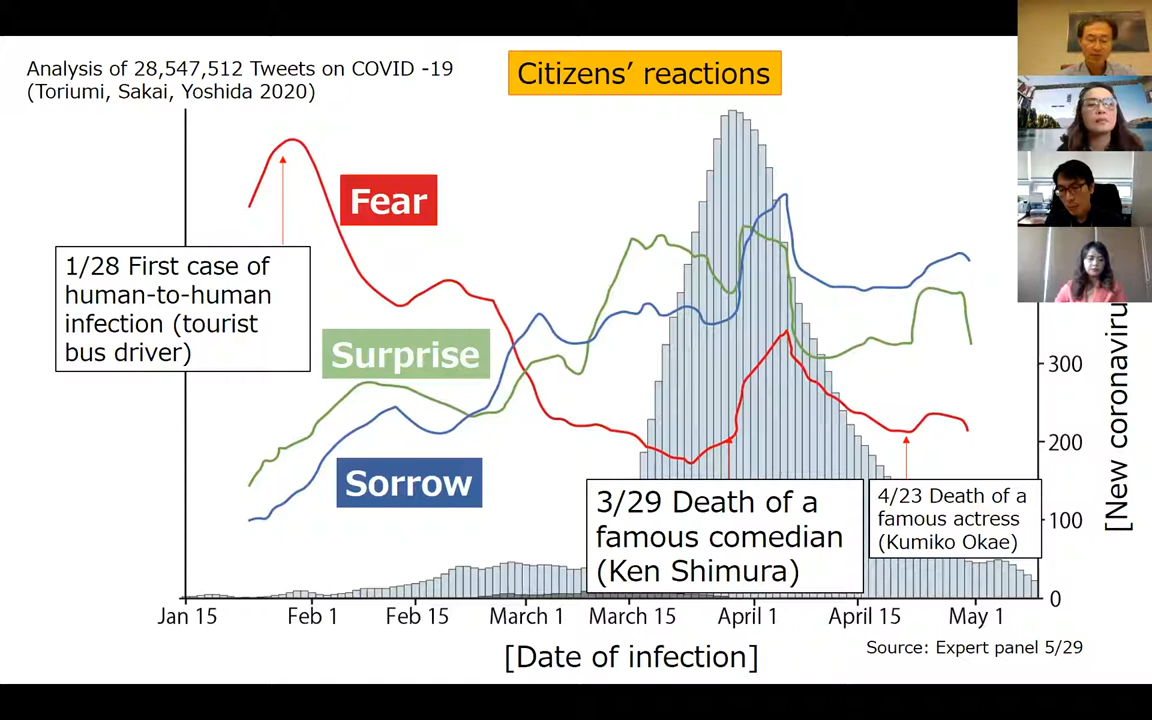 Analysis of 28,547,512 Tweets on COVID -19
(Toriumi, Sakai, Yoshida 2020)
Citizens’ reactions
Fear
1/28 First case of
human-to-human
infection (tourist
bus driver)
Surprise
Sorrow
3/29 Death of a
famous comedian
(Ken Shimura)
4/23 Death of a
famous actress
(Kumiko Okae)
300
200
100
0
[New coronaviru
Jan 15
Feb 1
Feb 15
March 1
March 15
April 1
April 15
May 1
[Date of infection]
Source: Expert panel 5/29